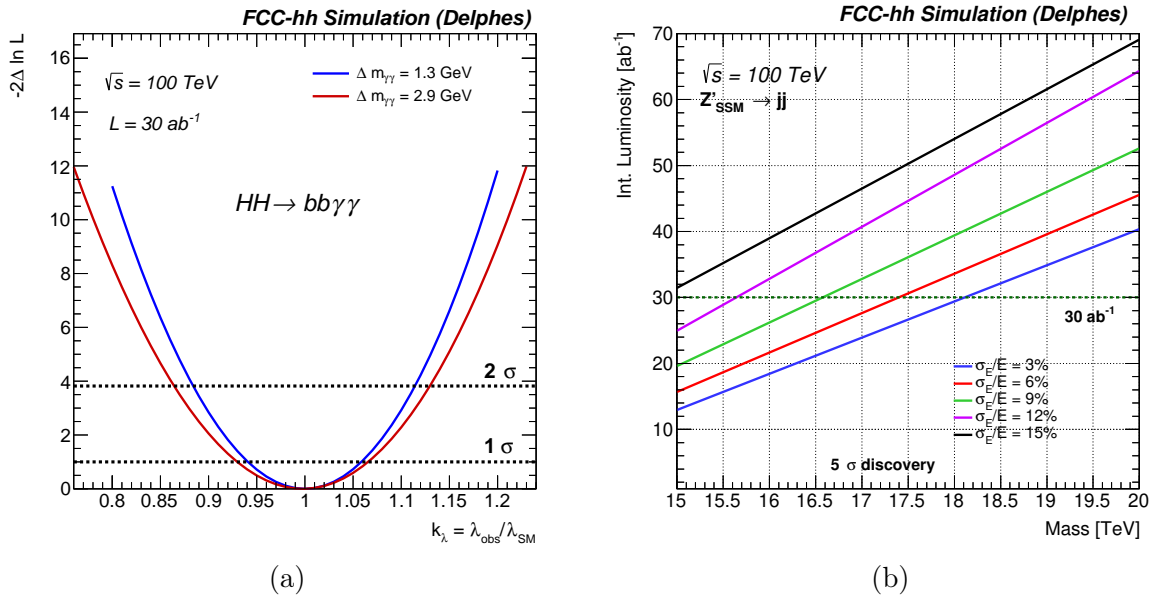 FCC-hh Simulation (Delphes)
-2Δ ln L
16
14
12
10
8
6
4
2
0
√s = 100 TeV
L = 30 ab⁻¹
Δ mγγ = 1.3 GeV
Δ mγγ = 2.9 GeV
HH→ bbγγ
2 σ
1 σ
0.8 0.85 0.9 0.95 1 1.05 1.1 1.15 1.2
k_λ = λ_obs/λ_SM
(a)
FCC-hh Simulation (Delphes)
Int. Luminosity [ab⁻¹]
70
60
50
40
30
20
10
√s = 100 TeV
Z'_SSM → jj
30 ab⁻¹
σ_E/E = 3%
σ_E/E = 6%
σ_E/E = 9%
σ_E/E = 12%
σ_E/E = 15%
5 σ discovery
15 15.5 16 16.5 17 17.5 18 18.5 19 19.5 20
Mass [TeV]
(b)